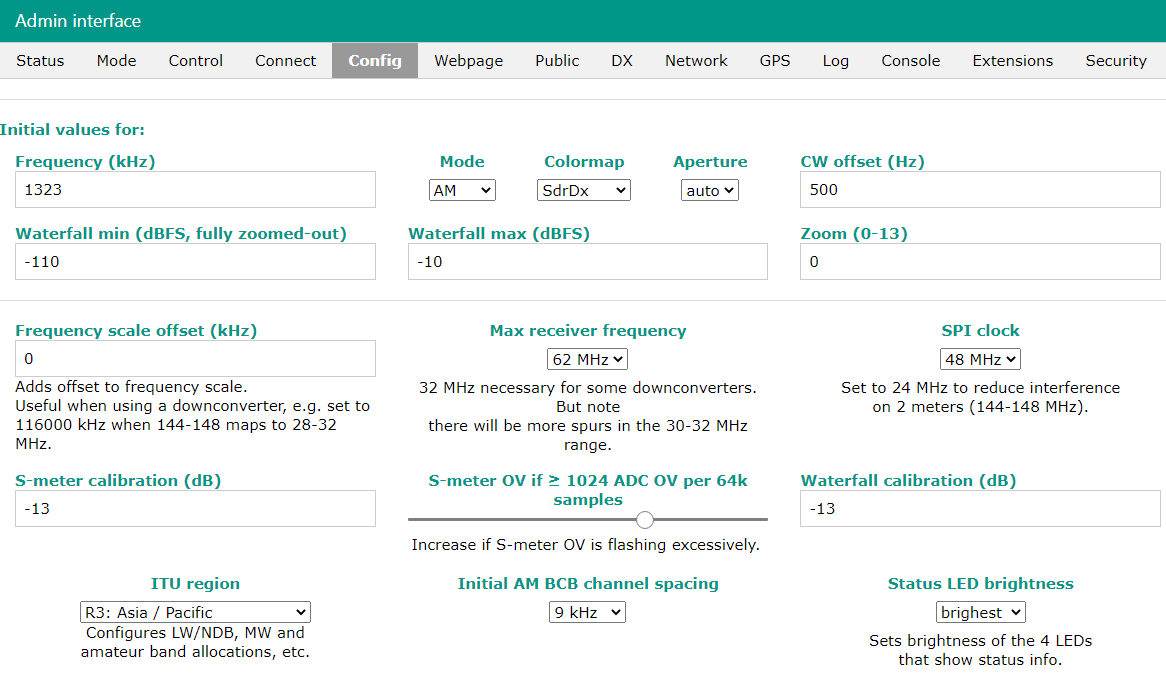 Admin interface
Status Mode Control Connect Config Webpage Public DX Network GPS Log Console Extensions Security
Initial values for:
Frequency (kHz) Mode Colormap Aperture CW offset (Hz)
1323 AM SdrDx auto 500
Waterfall min (dBFS, fully zoomed-out) Waterfall max (dBFS) Zoom (0-13)
-110 -10 0
Frequency scale offset (kHz)
0
Adds offset to frequency scale.
Useful when using a downconverter, e.g. set to
116000 kHz when 144-148 maps to 28-32
MHz.
Max receiver frequency
62 MHz
32 MHz necessary for some downconverters.
But note
there will be more spurs in the 30-32 MHz
range.
SPI clock
48 MHz
Set to 24 MHz to reduce interference
on 2 meters (144-148 MHz).
S-meter calibration (dB)
-13
S-meter OV if ≥ 1024 ADC OV per 64k
samples
Increase if S-meter OV is flashing excessively.
Waterfall calibration (dB)
-13
ITU region
R3: Asia / Pacific
Configures LW/NDB, MW and
amateur band allocations, etc.
Initial AM BCB channel spacing
9 kHz
Status LED brightness
brighest
Sets brightness of the 4 LEDs
that show status info.